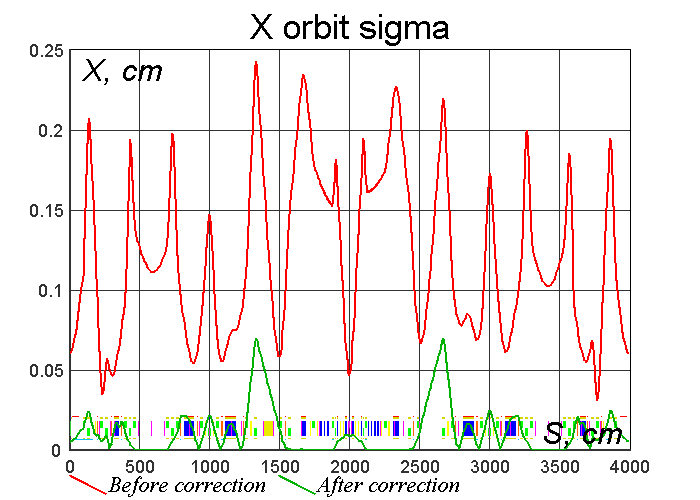 X orbit sigma
0.25
X, cm
0.2
0.15
0.1
0.05
0
S, cm
0 500 1000 1500 2000 2500 3000 3500 4000
Before correction After correction